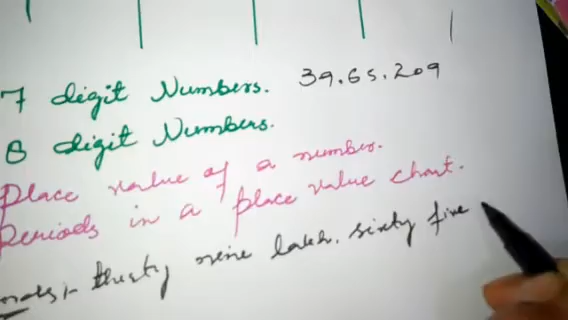 7 digit Numbers. 39.65.209
8 digit Numbers.
place value of a number.
periods in a place value chart.
thirty nine lakh. sixty five